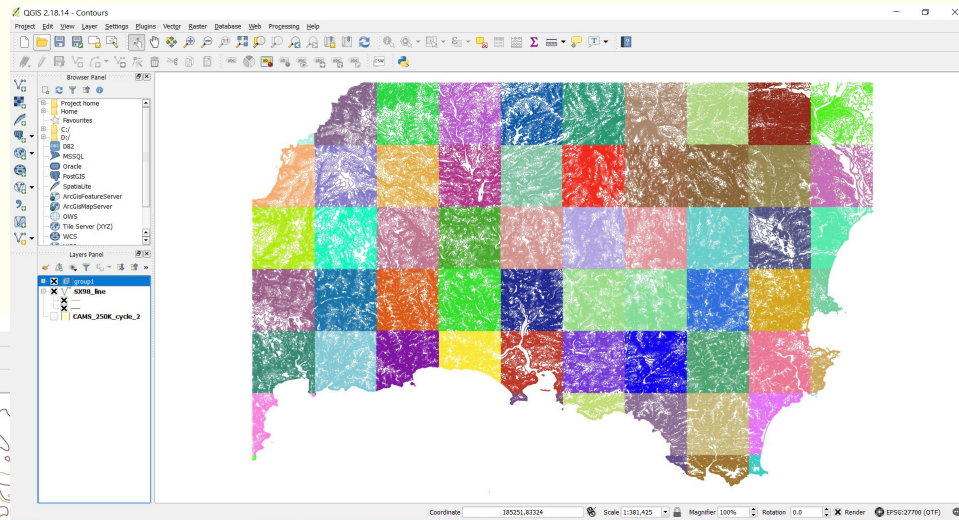 QGIS 2.18.14 - Contours
Project Edit View Layer Settings Plugins Vector Raster Database Web Processing Help
Browser Panel
Project home
Home
Favourites
C:/
D:/
DB2
MSSQL
Oracle
PostGIS
SpatiaLite
ArcGisFeatureServer
ArcGisMapServer
OWS
Tile Server (XYZ)
WCS
Layers Panel
group1
SX98_line
CAMS_250K_cycle_2
Coordinate 185251,83324 Scale 1:381,425 Magnifier 100% Rotation 0.0 Render EPSG:27700 (OTF)